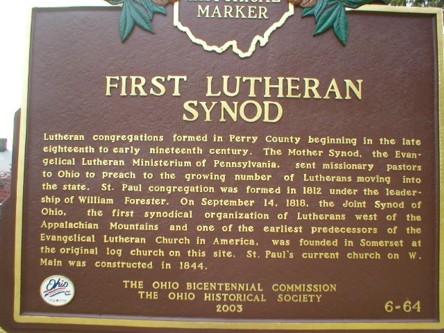 HISTORICAL
MARKER
FIRST LUTHERAN
SYNOD
Lutheran congregations formed in Perry County beginning in the late
eighteenth to early nineteenth century. The Mother Synod, the Evan-
gelical Lutheran Ministerium of Pennsylvania, sent missionary pastors
to Ohio to preach to the growing number of Lutherans moving into
the state. St. Paul congregation was formed in 1812 under the leader-
ship of William Forester. On September 14, 1818, the Joint Synod of
Ohio, the first synodical organization of Lutherans west of the
Appalachian Mountains and one of the earliest predecessors of the
Evangelical Lutheran Church in America, was founded in Somerset at
the original log church on this site. St. Paul's current church on W.
Main was constructed in 1844.
Ohio
THE OHIO BICENTENNIAL COMMISSION
THE OHIO HISTORICAL SOCIETY
2003
6-64